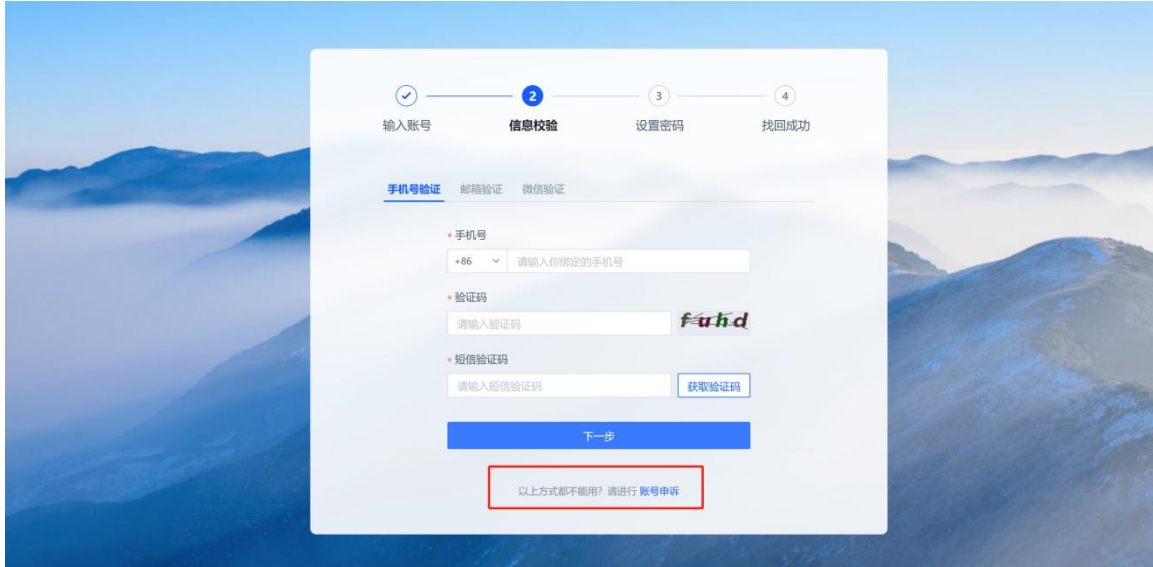 2 3 4
输入账号 信息校验 设置密码 找回成功
手机号验证 邮箱验证 微信验证
* 手机号
+86 请输入你绑定的手机号
* 验证码
请输入验证码 fuhd
* 短信验证码
请输入短信验证码 获取验证码
下一步
以上方式都不能用？请进行 账号申诉